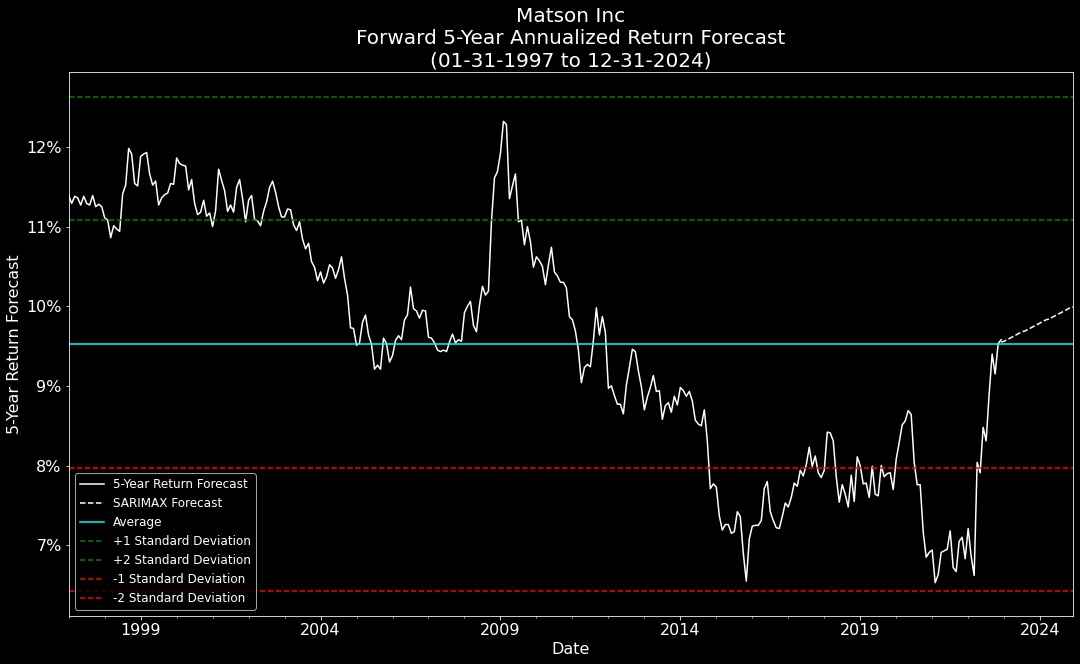 Matson Inc
Forward 5-Year Annualized Return Forecast
(01-31-1997 to 12-31-2024)
5-Year Return Forecast
12%
11%
10%
9%
8%
7%
5-Year Return Forecast
SARIMAX Forecast
Average
+1 Standard Deviation
+2 Standard Deviation
-1 Standard Deviation
-2 Standard Deviation
1999 2004 2009 2014 2019 2024
Date